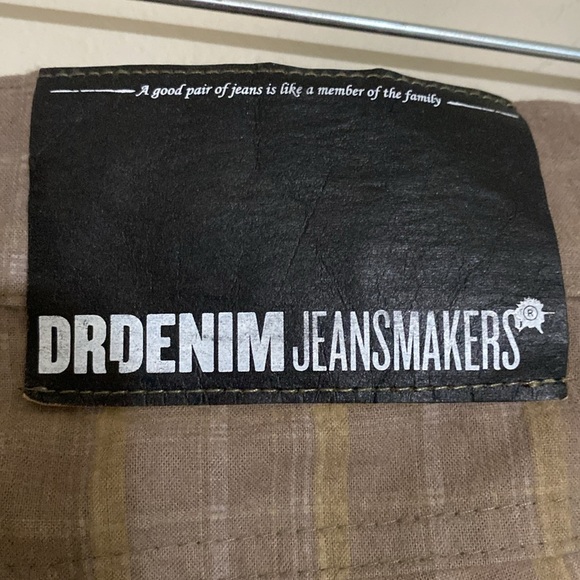 A good pair of jeans is like a member of the family
DRDENIM JEANSMAKERS ®